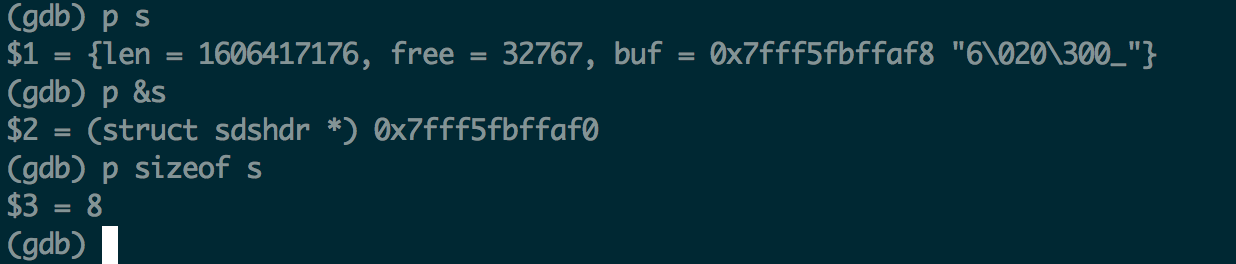 (gdb) p s
$1 = {len = 1606417176, free = 32767, buf = 0x7fff5fbffaf8 "6\020\300_"}
(gdb) p &s
$2 = (struct sdshdr *) 0x7fff5fbffaf0
(gdb) p sizeof s
$3 = 8
(gdb)